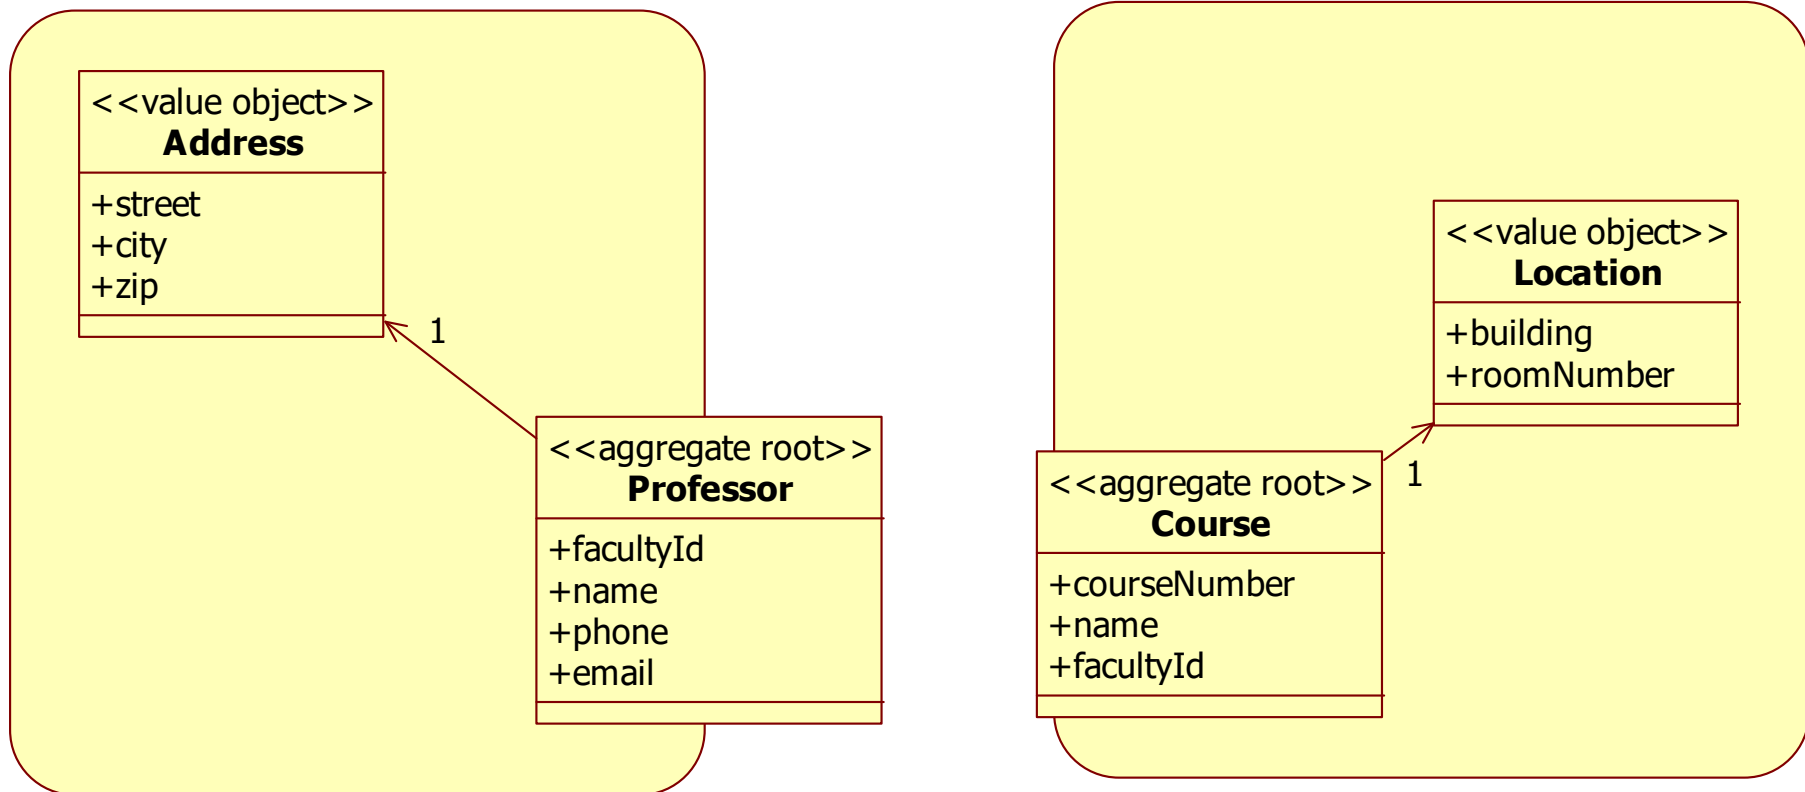 <<value object>>
Address
+street
+city
+zip
1
<<aggregate root>>
Professor
+facultyId
+name
+phone
+email
<<value object>>
Location
+building
+roomNumber
1
<<aggregate root>>
Course
+courseNumber
+name
+facultyId